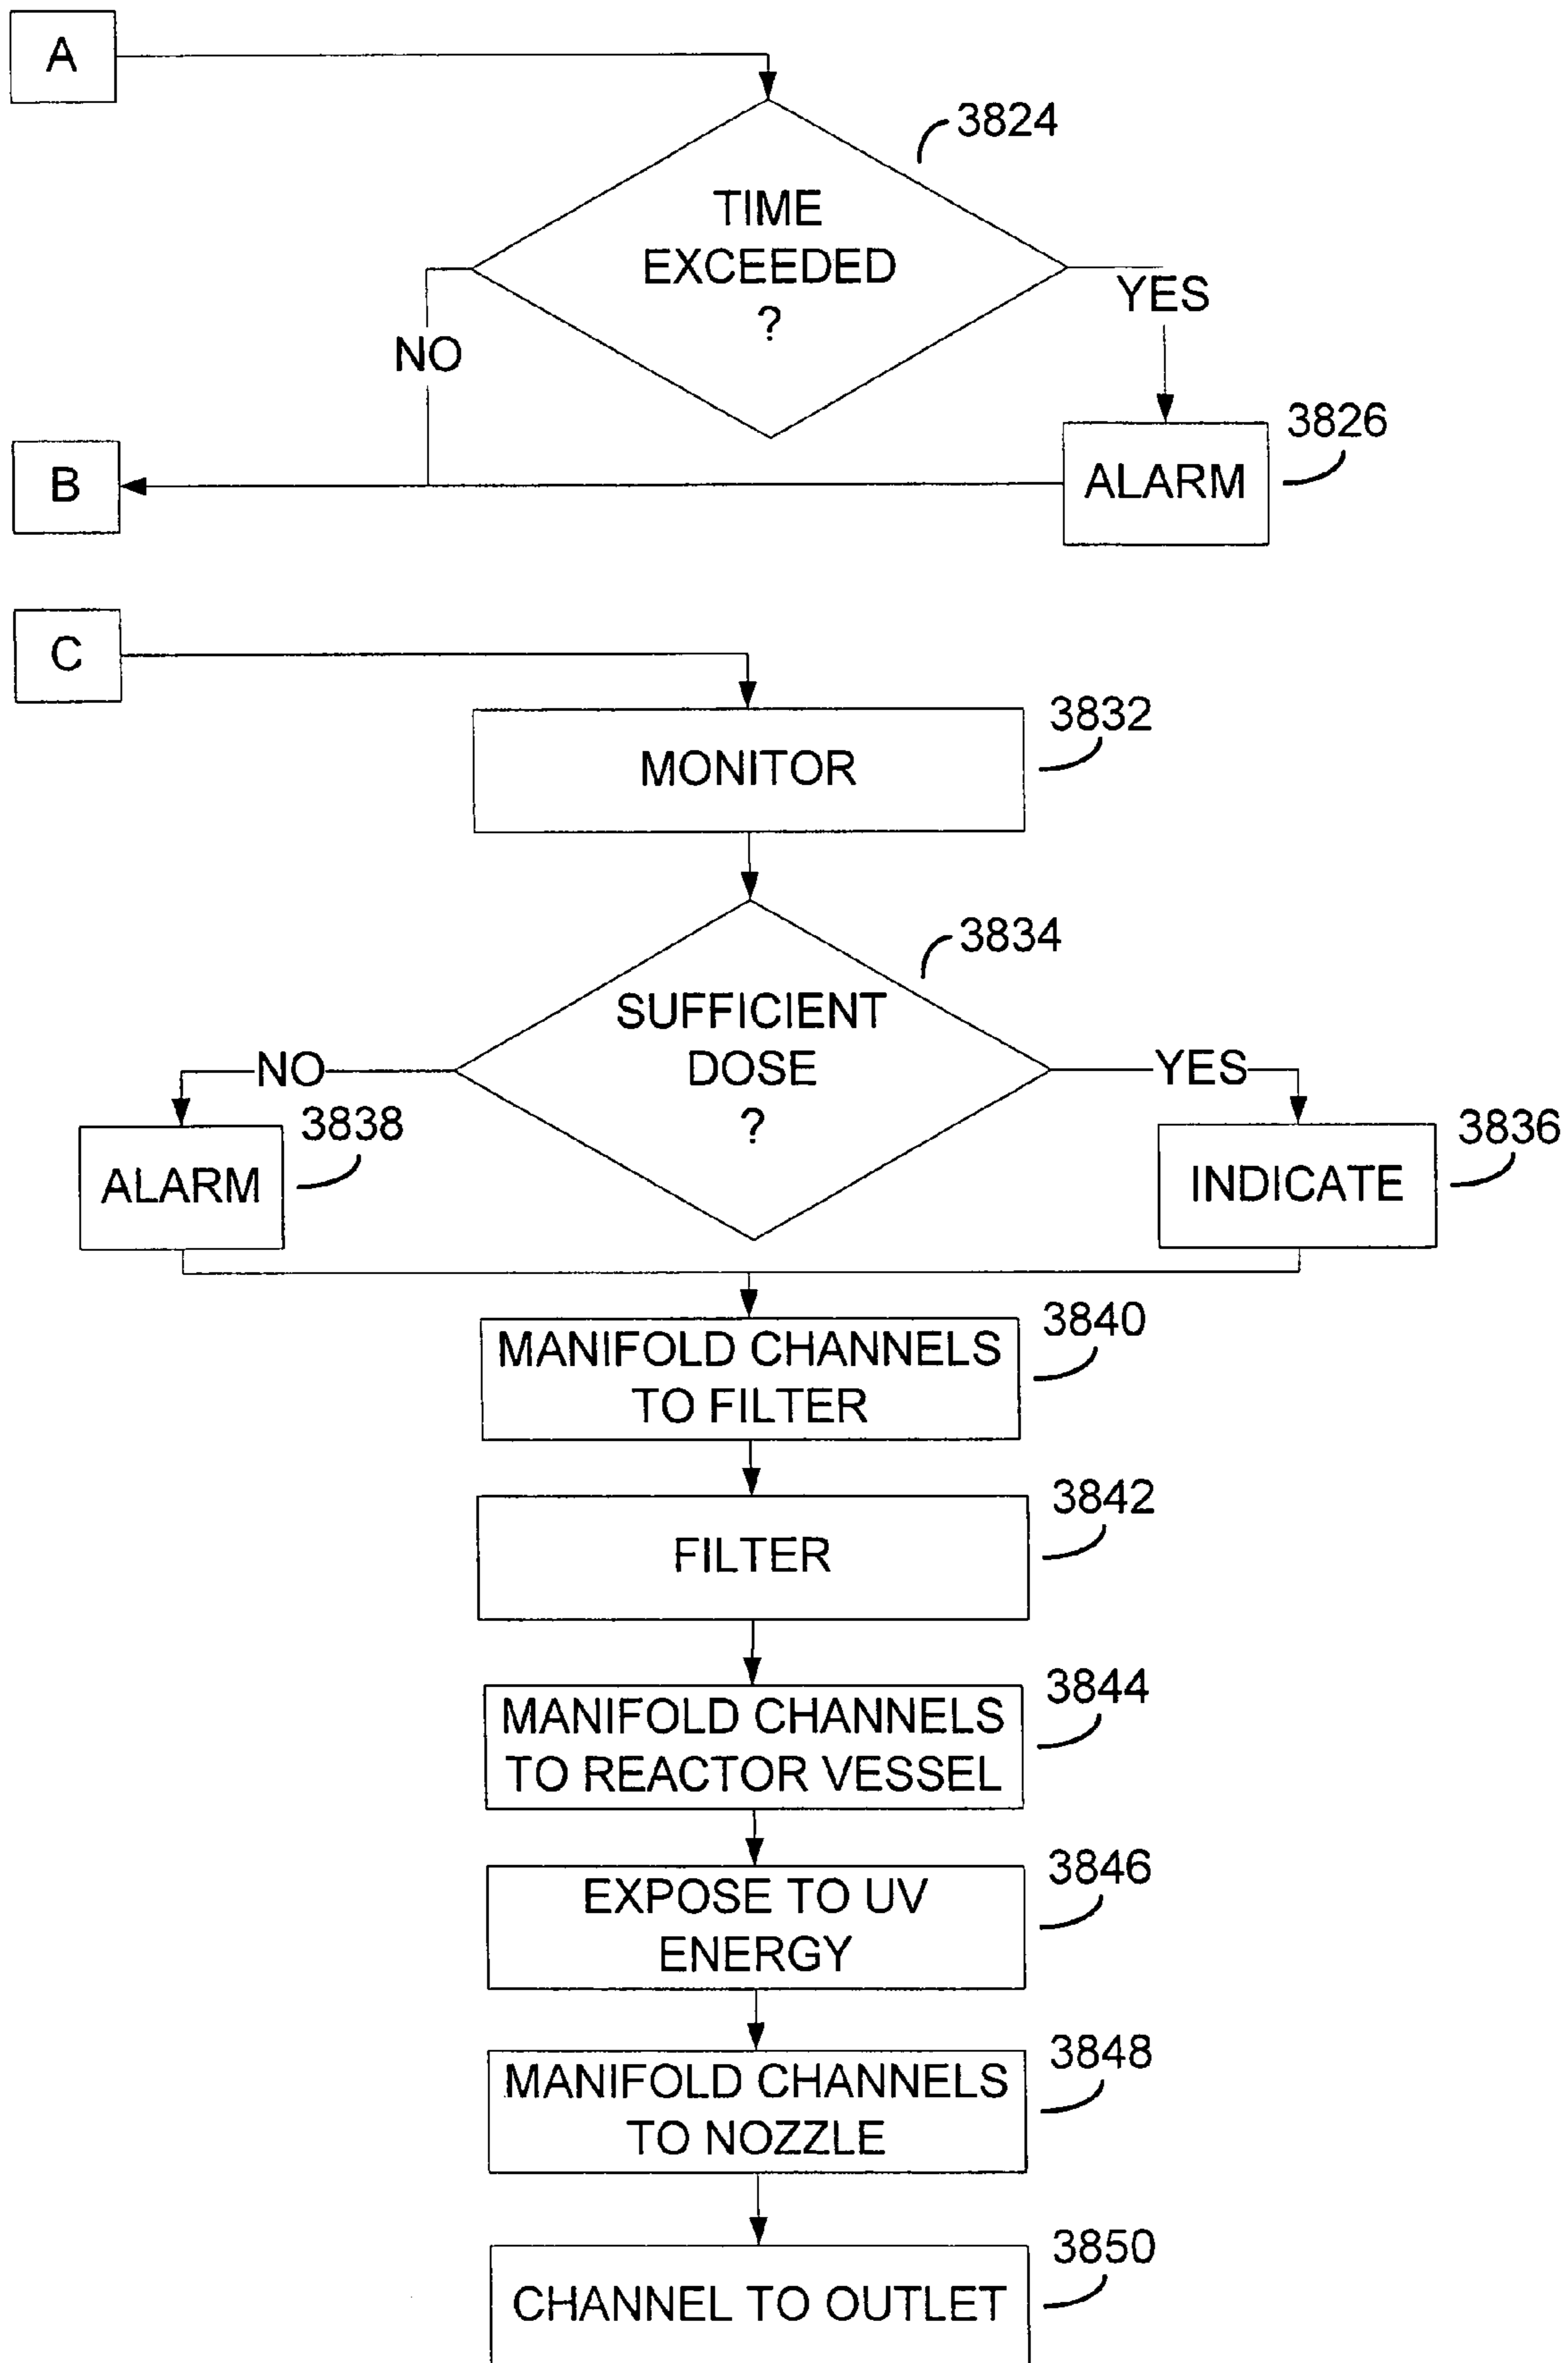 A
3824
TIME
EXCEEDED
?
YES
NO
3826
B
ALARM
C
3832
MONITOR
3834
SUFFICIENT
DOSE
?
NO
YES
3838
3836
ALARM
INDICATE
3840
MANIFOLD CHANNELS
TO FILTER
3842
FILTER
3844
MANIFOLD CHANNELS
TO REACTOR VESSEL
3846
EXPOSE TO UV
ENERGY
3848
MANIFOLD CHANNELS
TO NOZZLE
3850
CHANNEL TO OUTLET